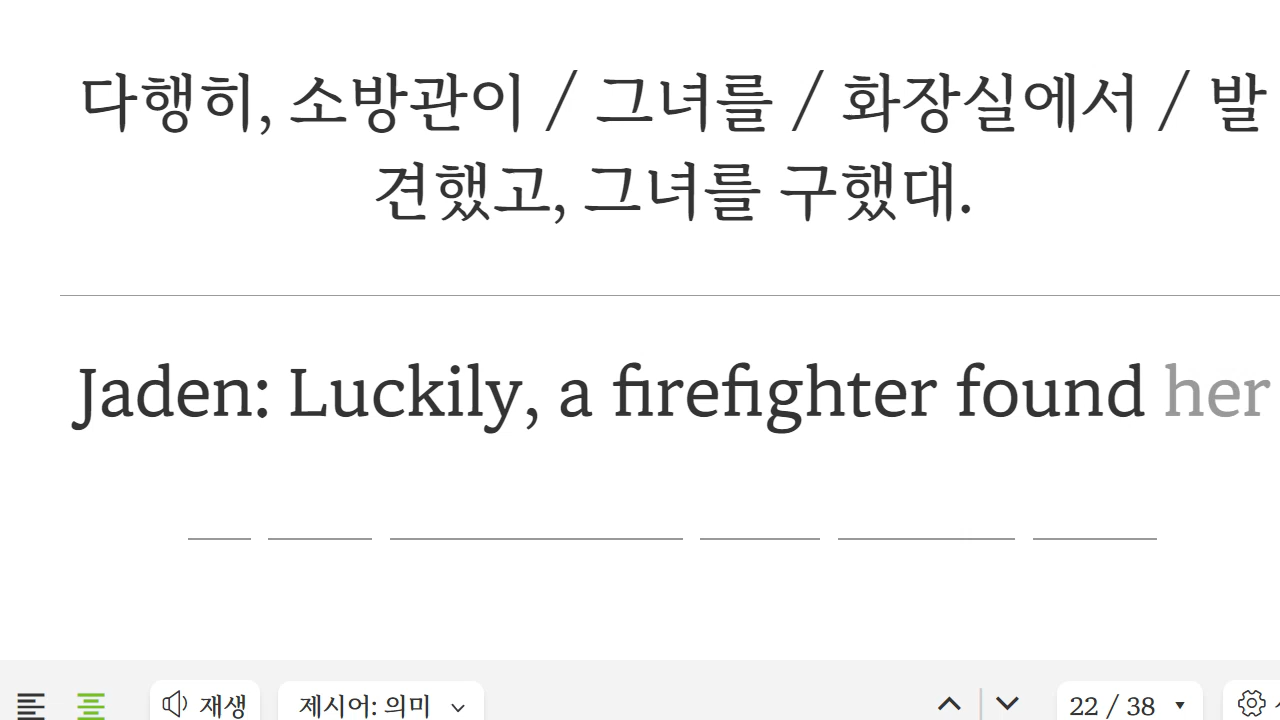 다행히, 소방관이 / 그녀를 / 화장실에서 / 발
견했고, 그녀를 구했대.
Jaden: Luckily, a firefighter found her
재생 제시어: 의미 22 / 38